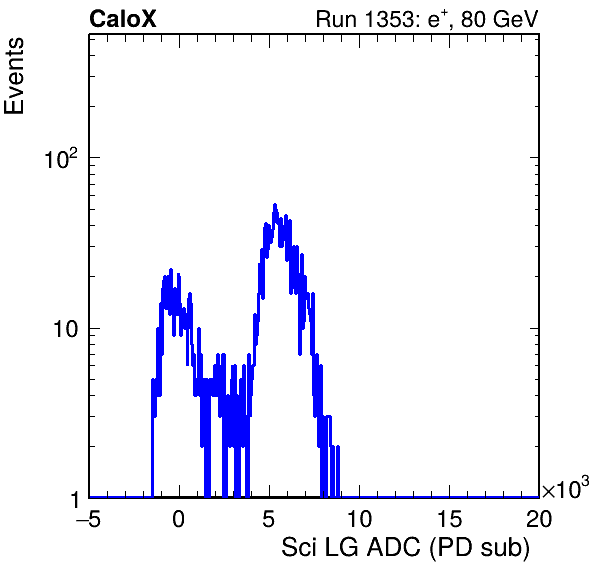 CaloX Run 1353: e⁺, 80 GeV
Events
10²
10
1
−5 0 5 10 15 20 ×10³
Sci LG ADC (PD sub)